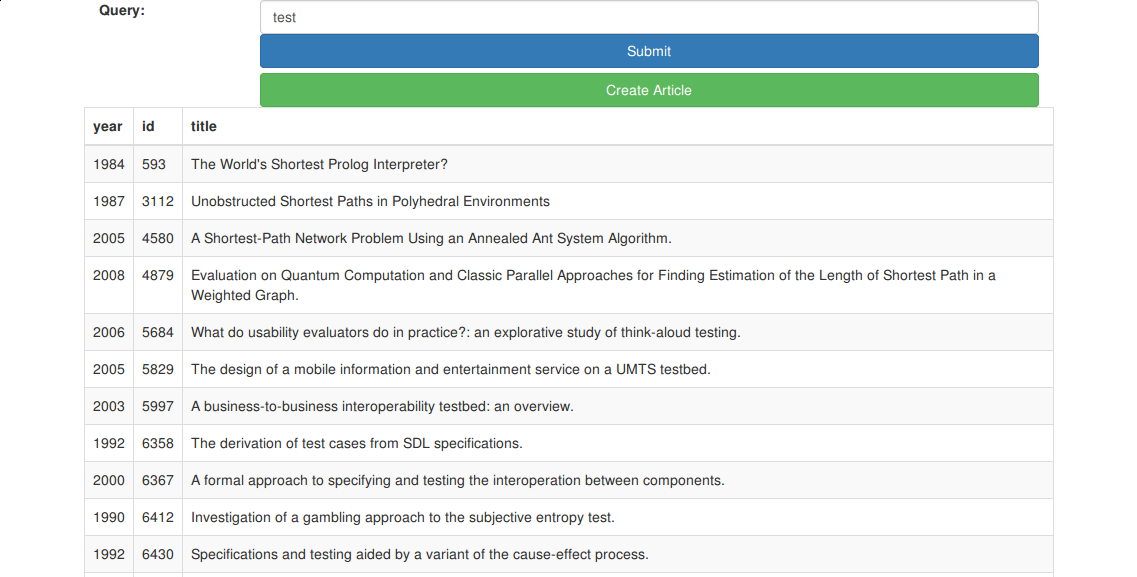 Query:
test
Submit
Create Article
year id title
1984 593 The World's Shortest Prolog Interpreter?
1987 3112 Unobstructed Shortest Paths in Polyhedral Environments
2005 4580 A Shortest-Path Network Problem Using an Annealed Ant System Algorithm.
2008 4879 Evaluation on Quantum Computation and Classic Parallel Approaches for Finding Estimation of the Length of Shortest Path in a
Weighted Graph.
2006 5684 What do usability evaluators do in practice?: an explorative study of think-aloud testing.
2005 5829 The design of a mobile information and entertainment service on a UMTS testbed.
2003 5997 A business-to-business interoperability testbed: an overview.
1992 6358 The derivation of test cases from SDL specifications.
2000 6367 A formal approach to specifying and testing the interoperation between components.
1990 6412 Investigation of a gambling approach to the subjective entropy test.
1992 6430 Specifications and testing aided by a variant of the cause-effect process.